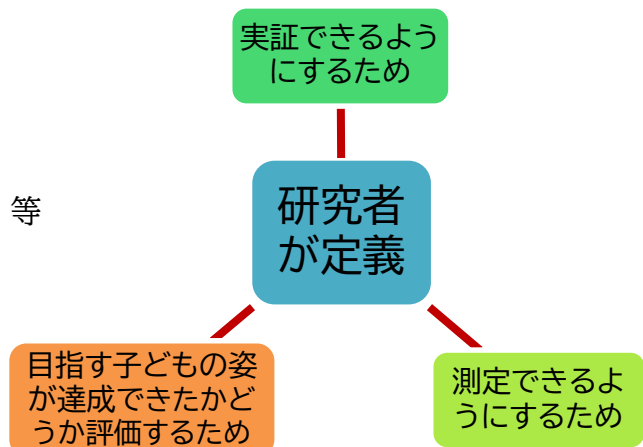 実証できるよう
にするため
等
研究者
が定義
目指す子どもの姿
が達成できたかど
うか評価するため
測定できるよ
うにするため